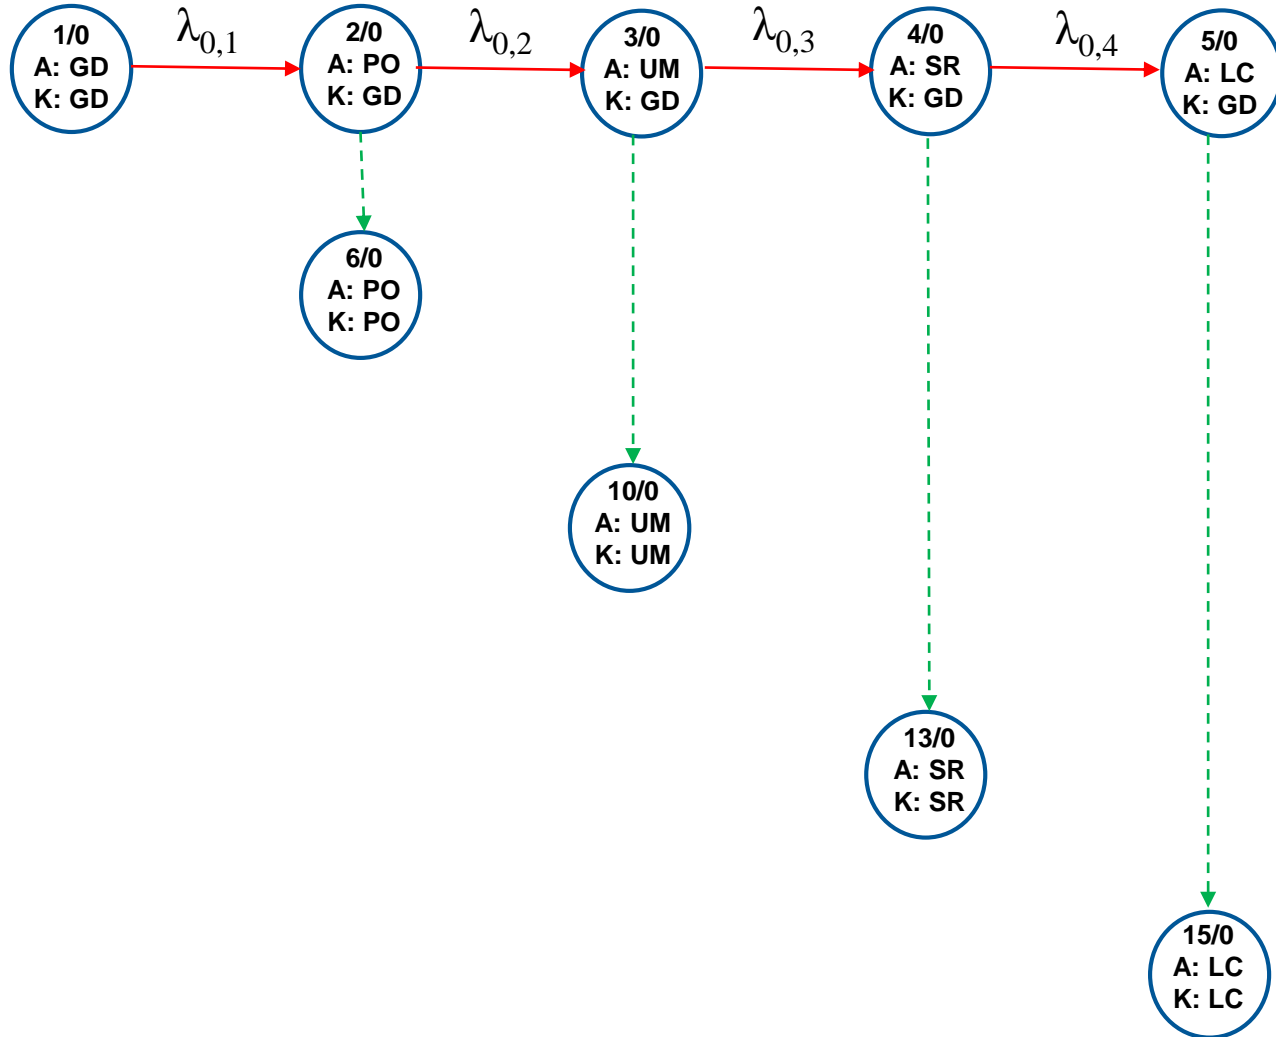 1/0
A: GD
K: GD
λ0,1
2/0
A: PO
K: GD
λ0,2
3/0
A: UM
K: GD
λ0,3
4/0
A: SR
K: GD
λ0,4
5/0
A: LC
K: GD
6/0
A: PO
K: PO
10/0
A: UM
K: UM
13/0
A: SR
K: SR
15/0
A: LC
K: LC